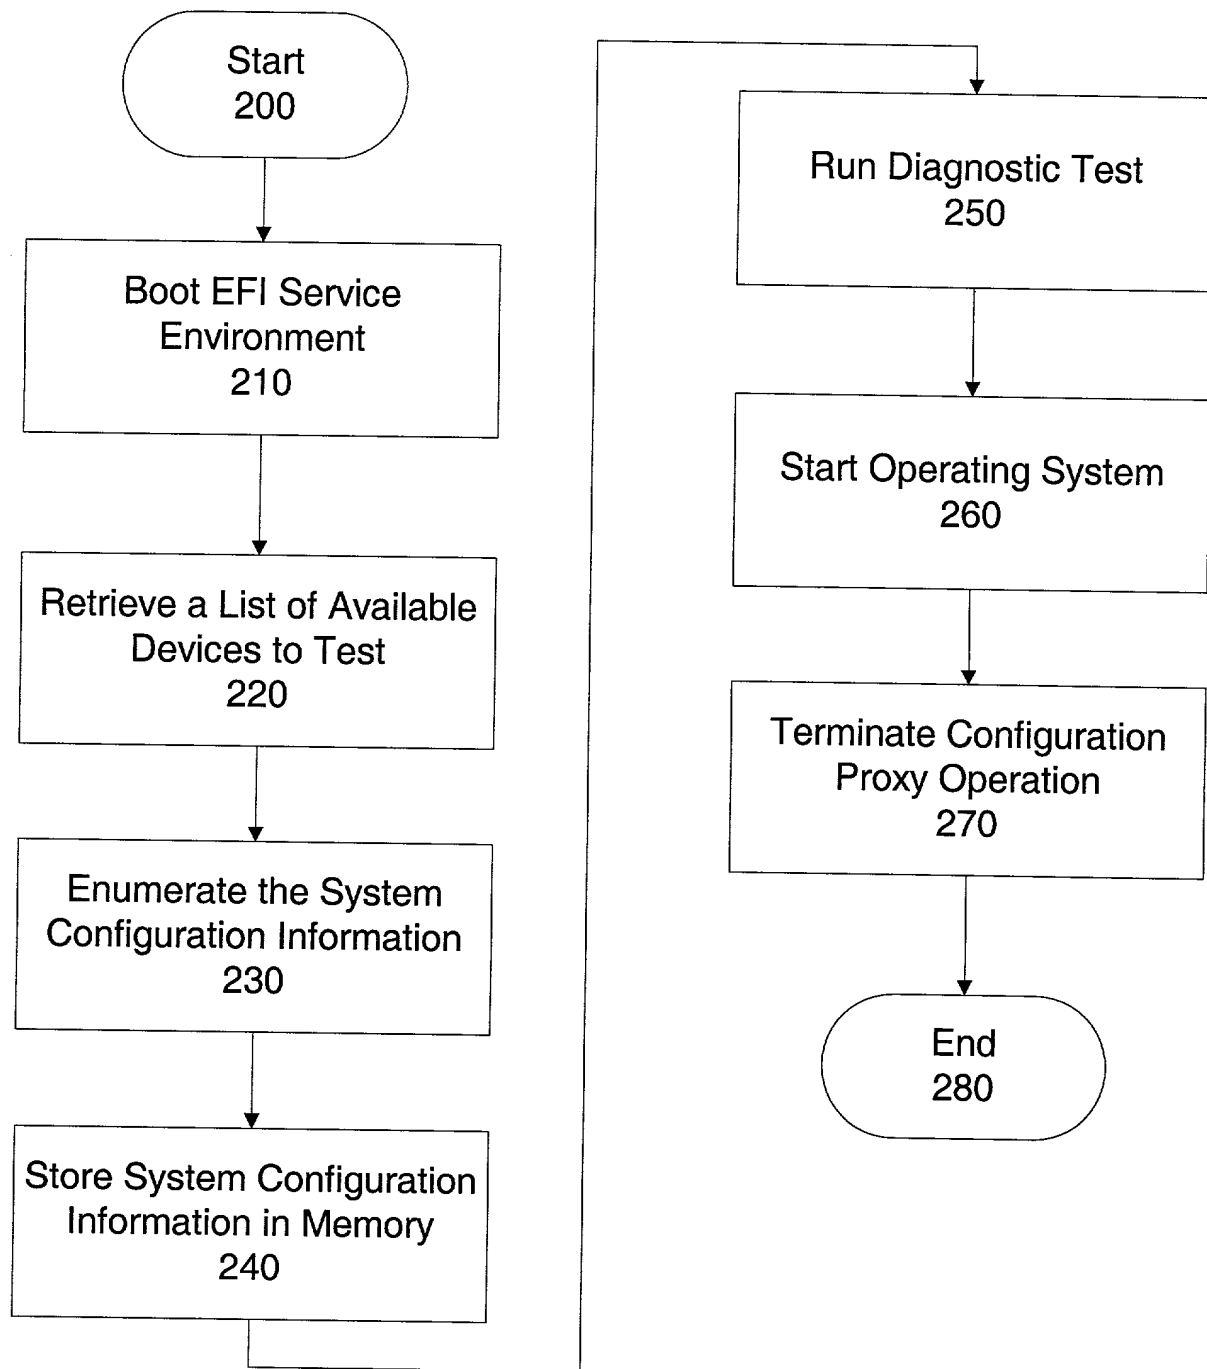 Start
200
Boot EFI Service
Environment
210
Retrieve a List of Available
Devices to Test
220
Enumerate the System
Configuration Information
230
Store System Configuration
Information in Memory
240
Run Diagnostic Test
250
Start Operating System
260
Terminate Configuration
Proxy Operation
270
End
280